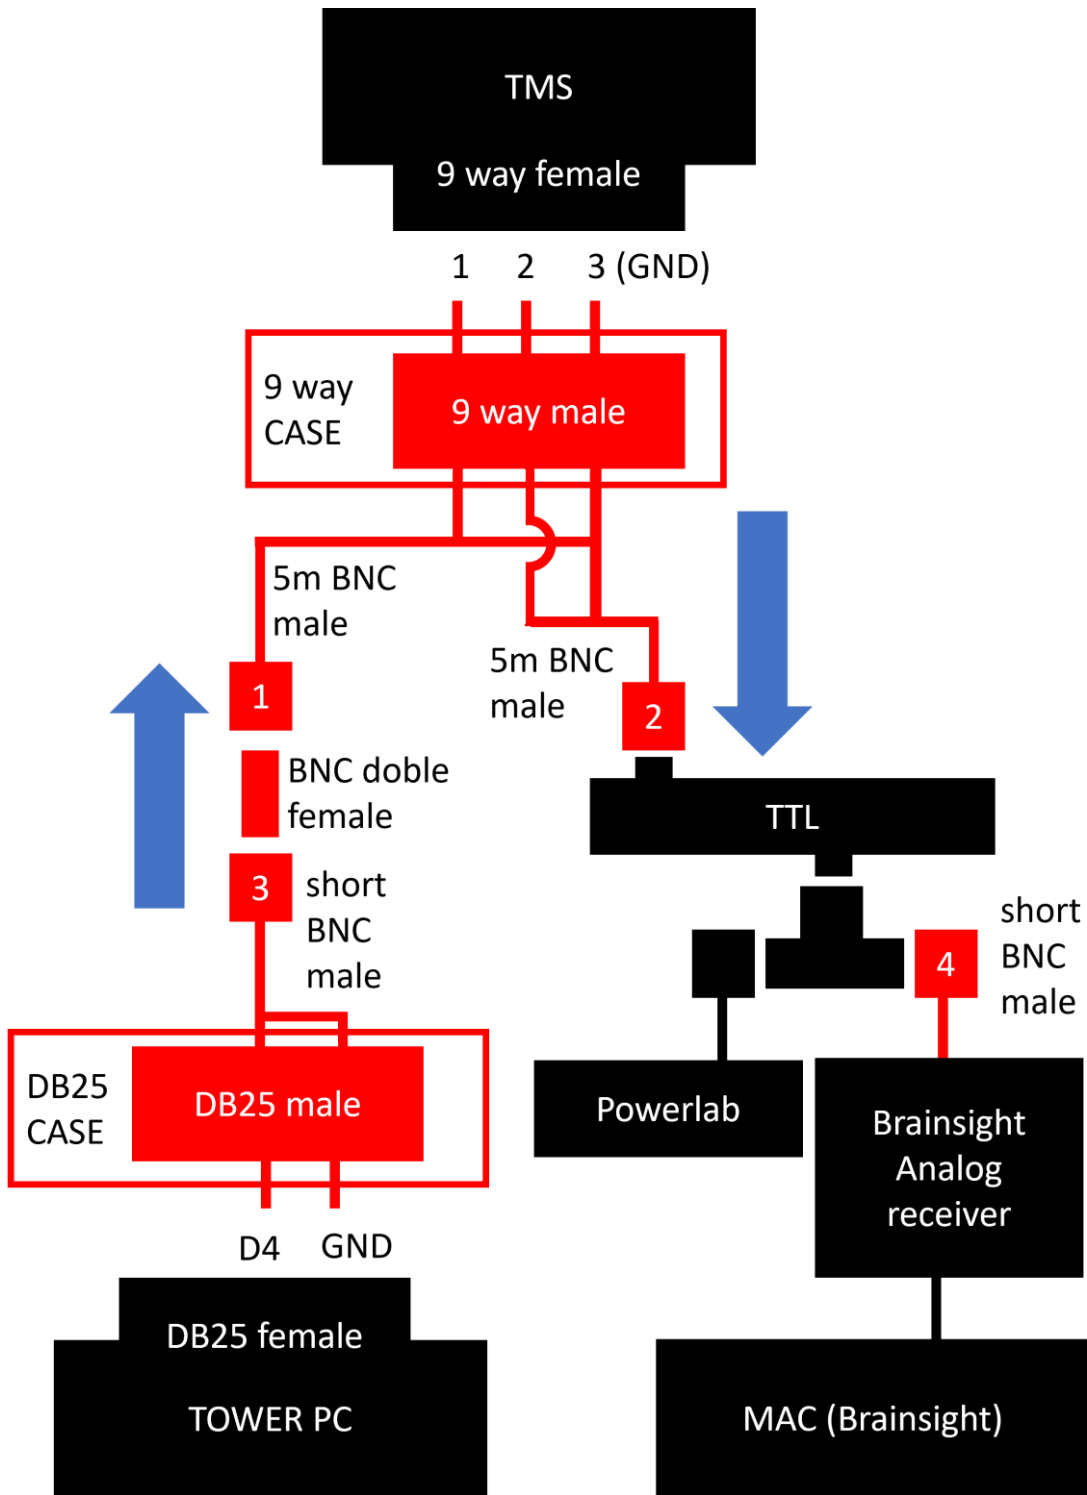 TMS
9 way female
1 2 3 (GND)
9 way
CASE
9 way male
5m BNC
male
5m BNC
male
1
2
BNC doble
female
TTL
3
short
BNC
male
short
BNC
male
4
DB25
CASE
DB25 male
Powerlab
Brainsight
Analog
receiver
D4 GND
DB25 female
TOWER PC
MAC (Brainsight)